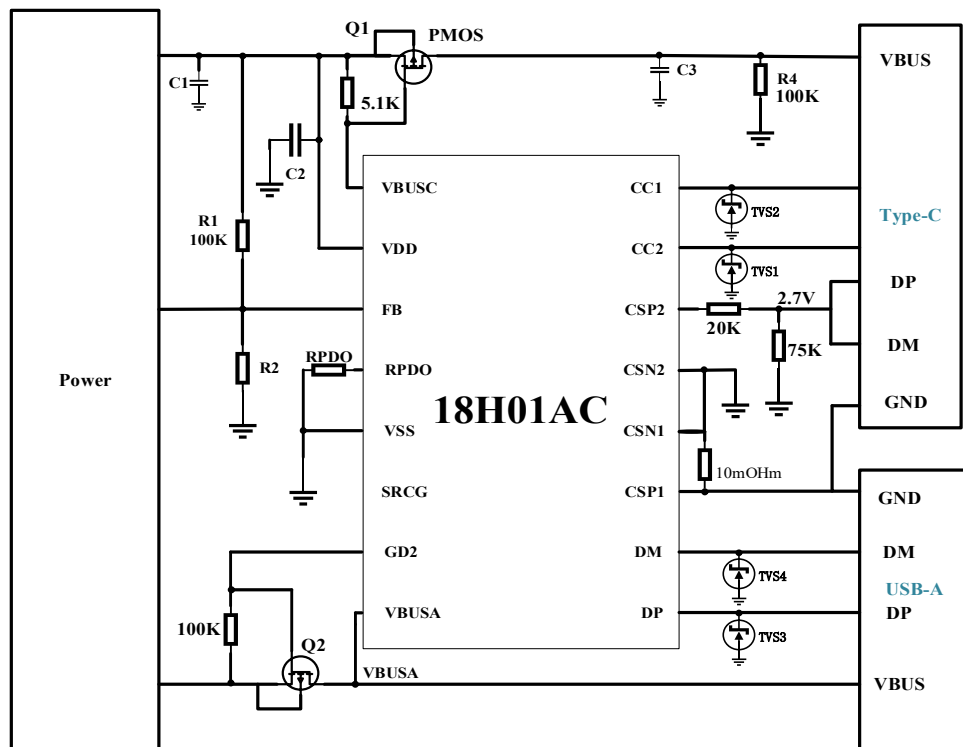 Q1
PMOS
C1
5.1K
C3
R4
100K
VBUS
C2
VBUSC
CC1
TVS2
Type-C
R1
100K
VDD
CC2
TVS1
DP
FB
CSP2
20K
2.7V
75K
DM
Power
R2
RPDO
RPDO
CSN2
18H01AC
GND
VSS
CSN1
10mOHm
SRCG
CSP1
GND
GD2
DM
TVS4
DM
USB-A
100K
VBUSA
DP
TVS3
DP
Q2
VBUSA
VBUS